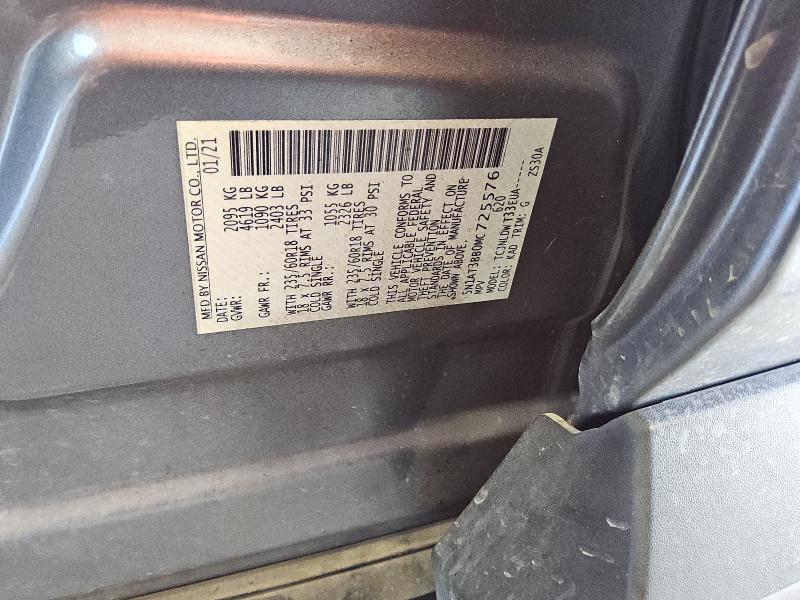 MFD BY NISSAN MOTOR CO., LTD.
DATE: 01/21
GVWR: 2095 KG
4619 LB
GAWR FR.: 1090 KG
2403 LB
WITH 235/60R18 TIRES
18 X 7.5 RIMS AT 33 PSI
COLD SINGLE
GAWR RR.: 1055 KG
2326 LB
WITH 235/60R18 TIRES
18 X 7.5 RIMS AT 30 PSI
COLD SINGLE
THIS VEHICLE CONFORMS TO
ALL APPLICABLE FEDERAL
MOTOR VEHICLE SAFETY AND
THEFT PREVENTION
STANDARDS IN EFFECT ON
THE DATE OF MANUFACTURE
SHOWN ABOVE.
5N1AT3BB0MC725576
MPV 620
MODEL: TCJNLDWT33EUA-----
COLOR: KAD TRIM: G ZS30A